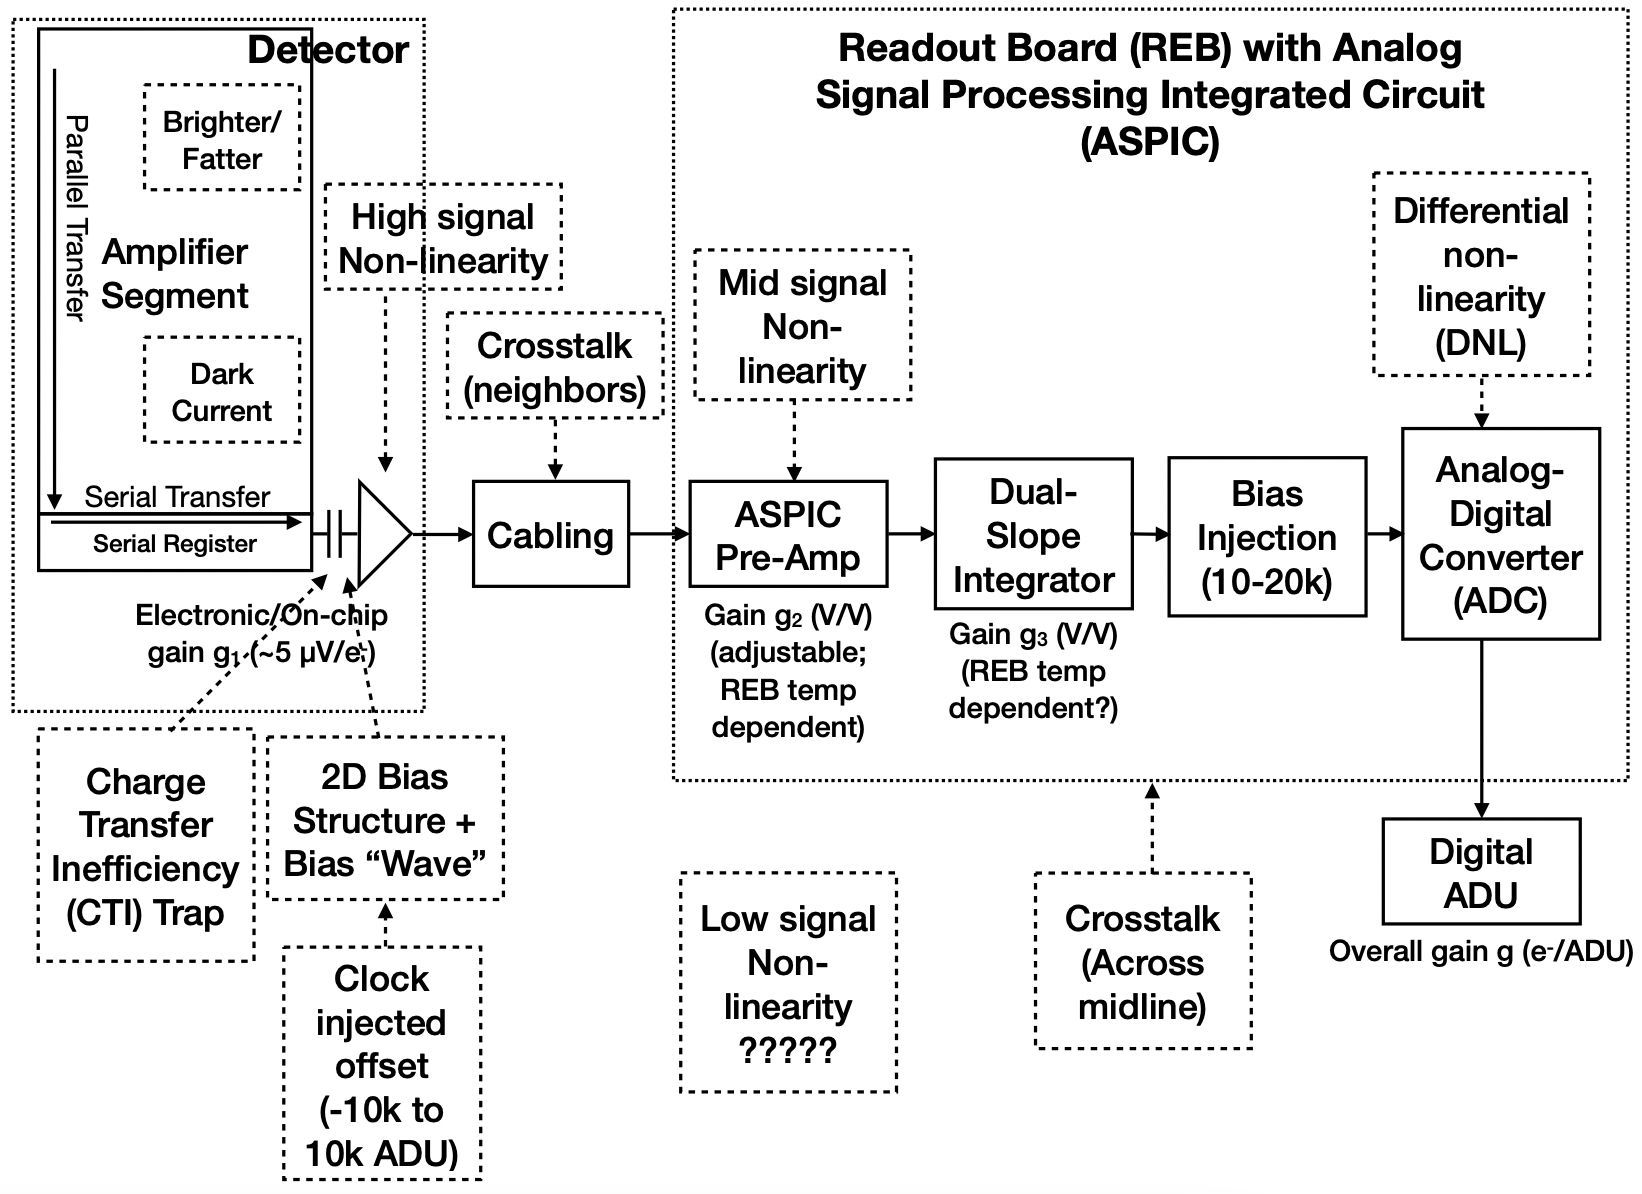 Detector
Brighter/
Fatter
Parallel Transfer
Amplifier
Segment
Dark
Current
Serial Transfer
Serial Register
Electronic/On-chip
gain g₁ (~5 µV/e⁻)
High signal
Non-linearity
Crosstalk
(neighbors)
Cabling
Charge
Transfer
Inefficiency
(CTI) Trap
2D Bias
Structure +
Bias “Wave”
Clock
injected
offset
(-10k to
10k ADU)
Readout Board (REB) with Analog
Signal Processing Integrated Circuit
(ASPIC)
Mid signal
Non-
linearity
ASPIC
Pre-Amp
Gain g₂ (V/V)
(adjustable;
REB temp
dependent)
Dual-
Slope
Integrator
Gain g₃ (V/V)
(REB temp
dependent?)
Bias
Injection
(10-20k)
Differential
non-
linearity
(DNL)
Analog-
Digital
Converter
(ADC)
Low signal
Non-
linearity
?????
Crosstalk
(Across
midline)
Digital
ADU
Overall gain g (e⁻/ADU)